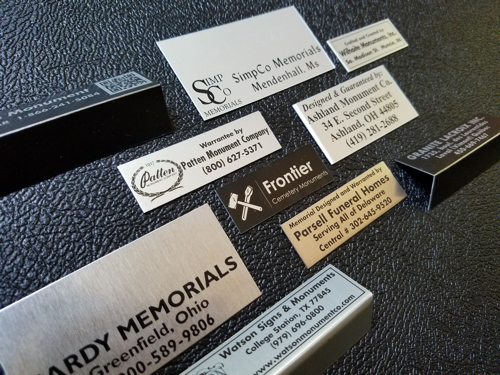 SIMP
CO
MEMORIALS
SimpCo Memorials
Mendenhall, Ms
Designed & Guaranteed by:
Ashland Monument Co.
34 E. Second Street
Ashland, OH 44805
(419) 281-2688
Patten
Warrantee by
Patten Monument Company
(800) 627-5371
Frontier
Cemetery Monuments
Memorial Designed and Warranted by
Parsell Funeral Homes
Serving All of Delaware
Central # 302-645-9520
ARDY MEMORIALS
Greenfield, Ohio
00-589-9806
Watson Signs & Monuments
College Station, TX 77845
(979) 696-0800
www.watsonmonumentco.com